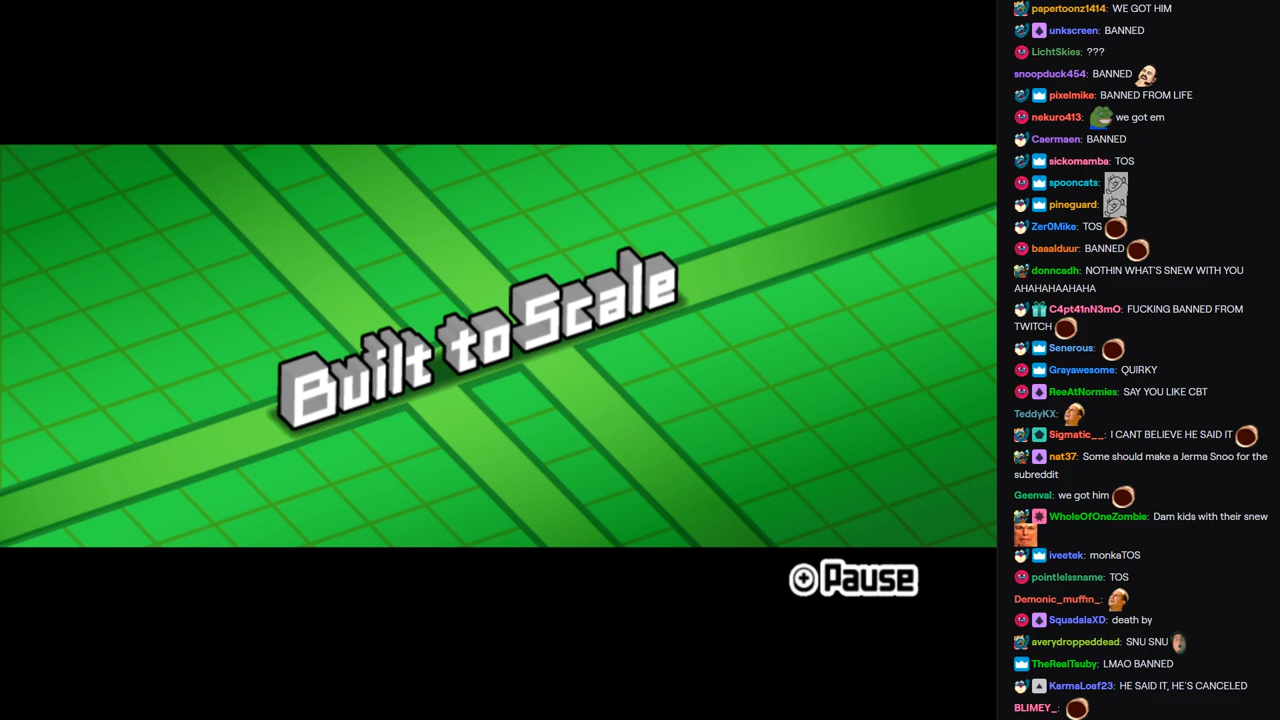 Built to Scale
Pause
papertoonz1414: WE GOT HIM
unkscreen: BANNED
LichtSkies: ???
snoopduck454: BANNED
pixelmike: BANNED FROM LIFE
nekuro413: we got em
Caermaen: BANNED
sickomamba: TOS
spooncats:
pineguard:
Zer0Mike: TOS
baaalduur: BANNED
donncadh: NOTHIN WHAT'S SNEW WITH YOU
AHAHAHAAHAHA
C4pt41nN3mO: FUCKING BANNED FROM
TWITCH
Senerous:
Grayawesome: QUIRKY
ReeAtNormies: SAY YOU LIKE CBT
TeddyKX:
Sigmatic__: I CANT BELIEVE HE SAID IT
nat37: Some should make a Jerma Snoo for the
subreddit
Geenval: we got him
WholeOfOneZombie: Dam kids with their snew
iveetek: monkaTOS
pointlelssname: TOS
Demonic_muffin_:
SquadalaXD: death by
averydroppeddead: SNU SNU
TheRealTauby: LMAO BANNED
KarmaLoaf23: HE SAID IT, HE'S CANCELED
BLIMEY_: